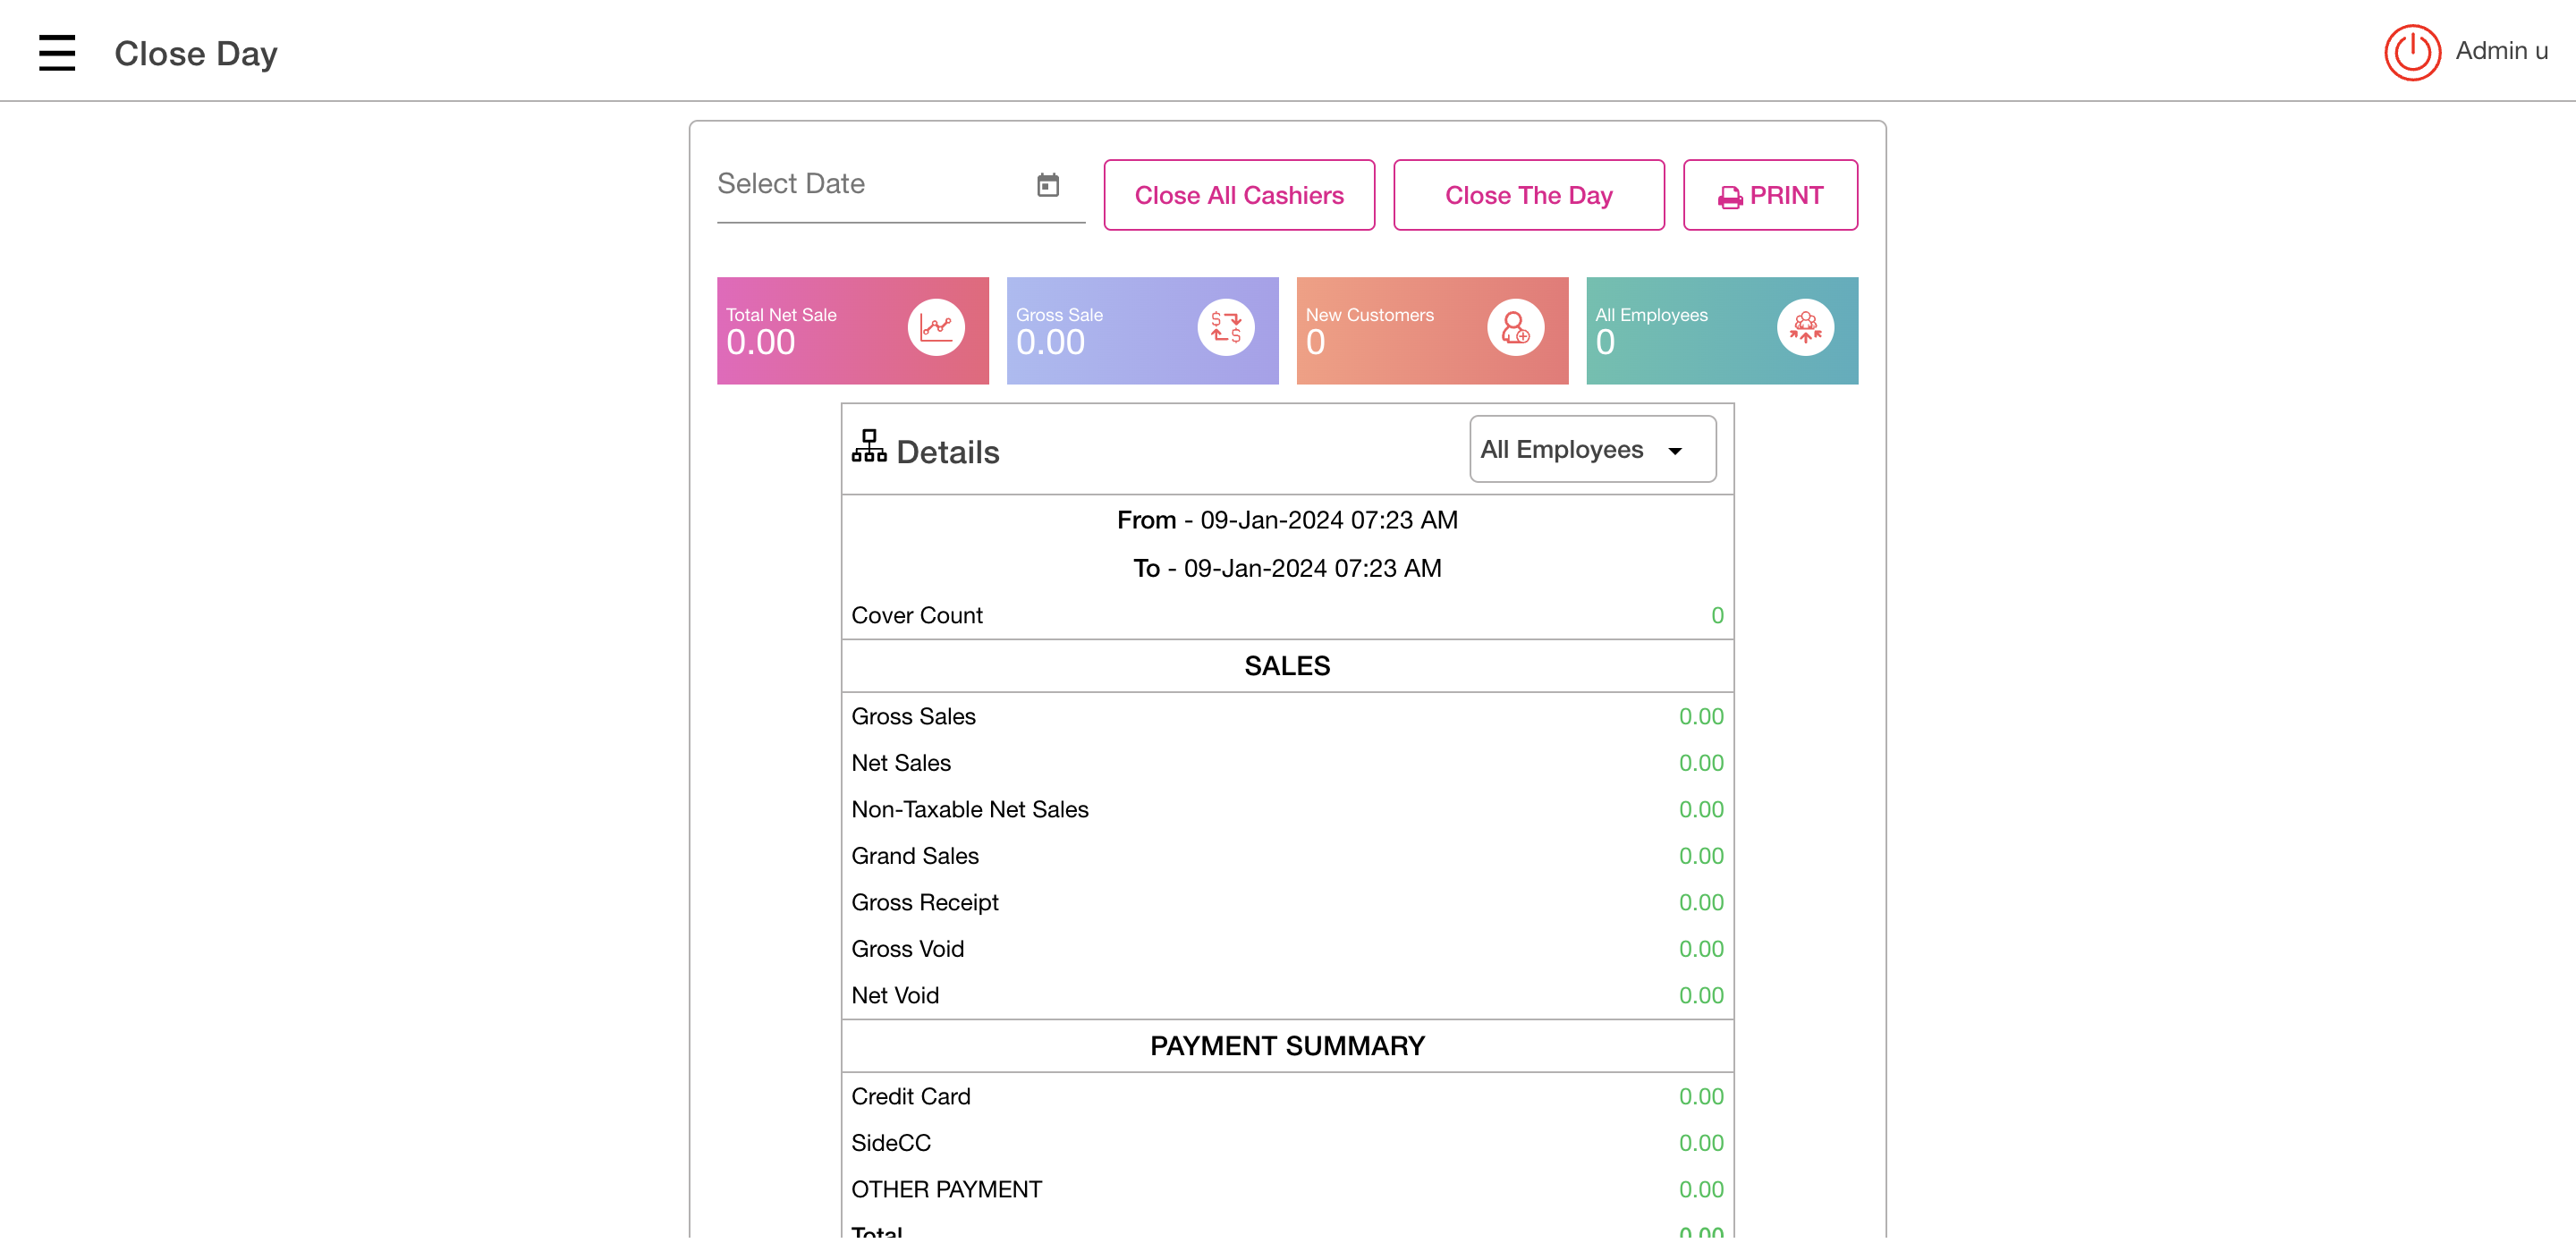 Close Day
Admin u
Select Date
Close All Cashiers
Close The Day
PRINT
Total Net Sale
0.00
Gross Sale
0.00
New Customers
0
All Employees
0
Details
All Employees
From - 09-Jan-2024 07:23 AM
To - 09-Jan-2024 07:23 AM
Cover Count 0
SALES
Gross Sales 0.00
Net Sales 0.00
Non-Taxable Net Sales 0.00
Grand Sales 0.00
Gross Receipt 0.00
Gross Void 0.00
Net Void 0.00
PAYMENT SUMMARY
Credit Card 0.00
SideCC 0.00
OTHER PAYMENT 0.00
Total 0.00